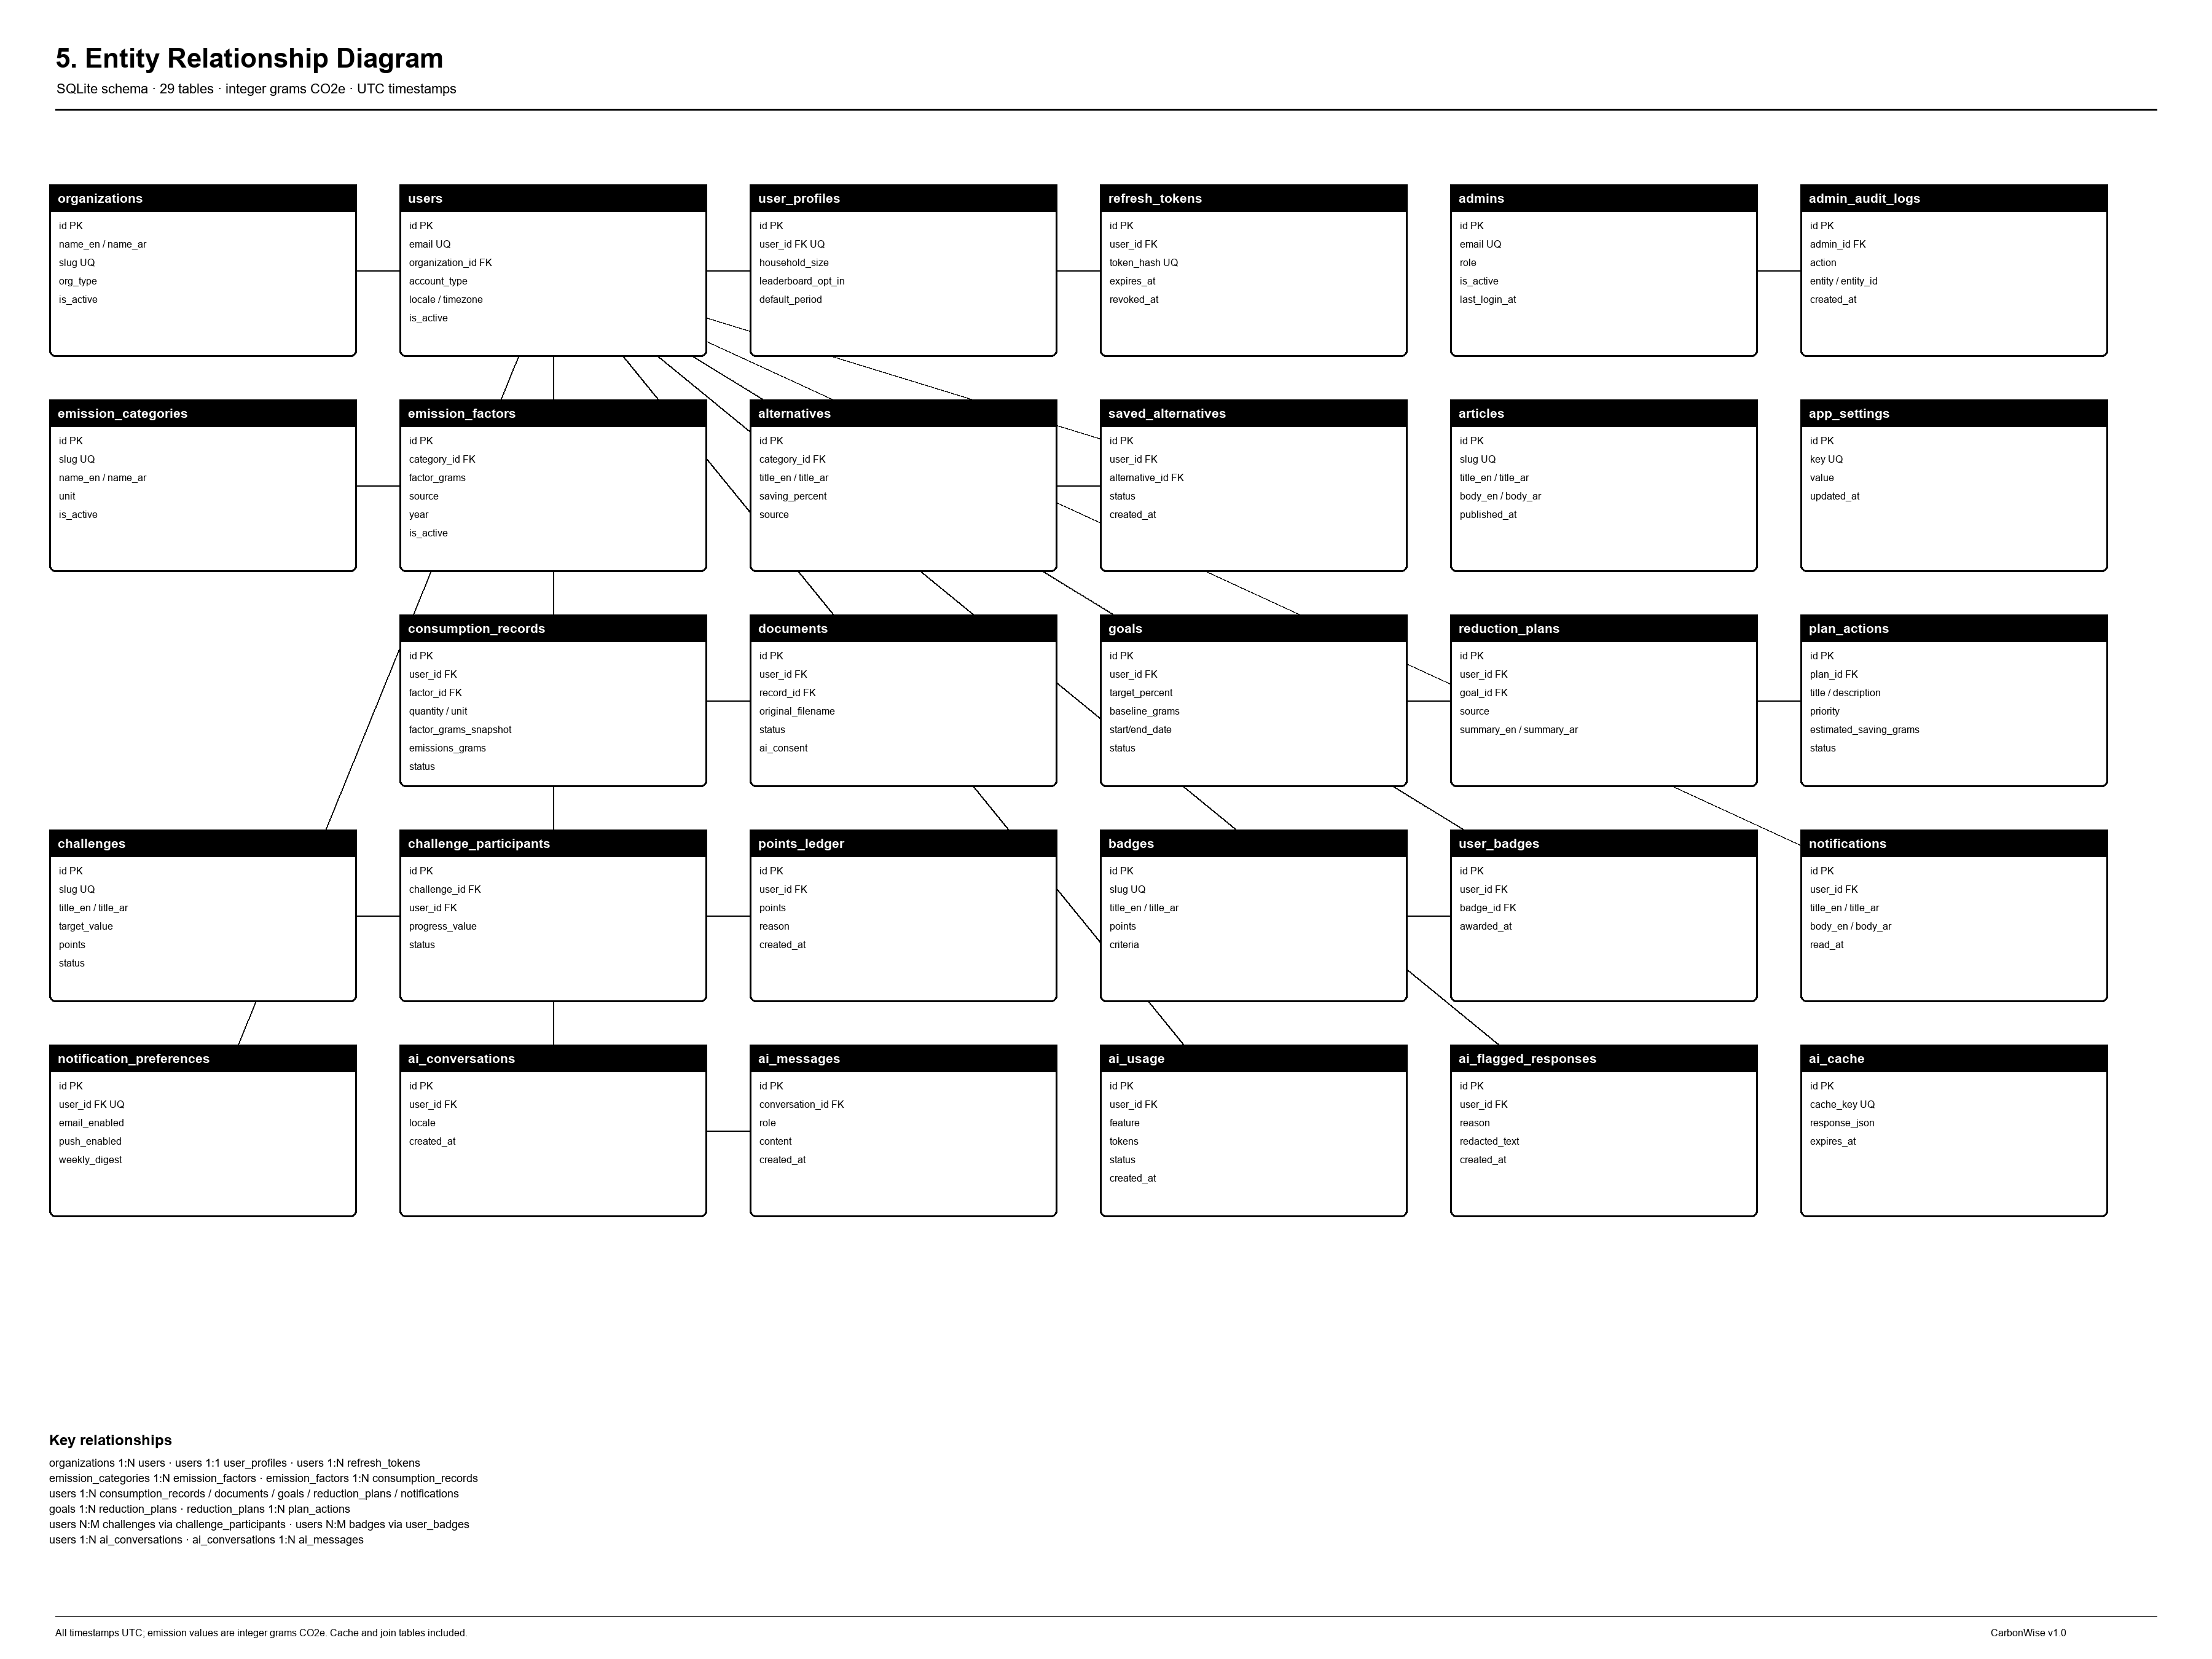 5. Entity Relationship Diagram
SQLite schema · 29 tables · integer grams CO2e · UTC timestamps
organizations
id PK
name_en / name_ar
slug UQ
org_type
is_active
users
id PK
email UQ
organization_id FK
account_type
locale / timezone
is_active
user_profiles
id PK
user_id FK UQ
household_size
leaderboard_opt_in
default_period
refresh_tokens
id PK
user_id FK
token_hash UQ
expires_at
revoked_at
admins
id PK
email UQ
role
is_active
last_login_at
admin_audit_logs
id PK
admin_id FK
action
entity / entity_id
created_at
emission_categories
id PK
slug UQ
name_en / name_ar
unit
is_active
emission_factors
id PK
category_id FK
factor_grams
source
year
is_active
alternatives
id PK
category_id FK
title_en / title_ar
saving_percent
source
saved_alternatives
id PK
user_id FK
alternative_id FK
status
created_at
articles
id PK
slug UQ
title_en / title_ar
body_en / body_ar
published_at
app_settings
id PK
key UQ
value
updated_at
consumption_records
id PK
user_id FK
factor_id FK
quantity / unit
factor_grams_snapshot
emissions_grams
status
documents
id PK
user_id FK
record_id FK
original_filename
status
ai_consent
goals
id PK
user_id FK
target_percent
baseline_grams
start/end_date
status
reduction_plans
id PK
user_id FK
goal_id FK
source
summary_en / summary_ar
plan_actions
id PK
plan_id FK
title / description
priority
estimated_saving_grams
status
challenges
id PK
slug UQ
title_en / title_ar
target_value
points
status
challenge_participants
id PK
challenge_id FK
user_id FK
progress_value
status
points_ledger
id PK
user_id FK
points
reason
created_at
badges
id PK
slug UQ
title_en / title_ar
points
criteria
user_badges
id PK
user_id FK
badge_id FK
awarded_at
notifications
id PK
user_id FK
title_en / title_ar
body_en / body_ar
read_at
notification_preferences
id PK
user_id FK UQ
email_enabled
push_enabled
weekly_digest
ai_conversations
id PK
user_id FK
locale
created_at
ai_messages
id PK
conversation_id FK
role
content
created_at
ai_usage
id PK
user_id FK
feature
tokens
status
created_at
ai_flagged_responses
id PK
user_id FK
reason
redacted_text
created_at
ai_cache
id PK
cache_key UQ
response_json
expires_at
Key relationships
organizations 1:N users · users 1:1 user_profiles · users 1:N refresh_tokens
emission_categories 1:N emission_factors · emission_factors 1:N consumption_records
users 1:N consumption_records / documents / goals / reduction_plans / notifications
goals 1:N reduction_plans · reduction_plans 1:N plan_actions
users N:M challenges via challenge_participants · users N:M badges via user_badges
users 1:N ai_conversations · ai_conversations 1:N ai_messages
All timestamps UTC; emission values are integer grams CO2e. Cache and join tables included.
CarbonWise v1.0